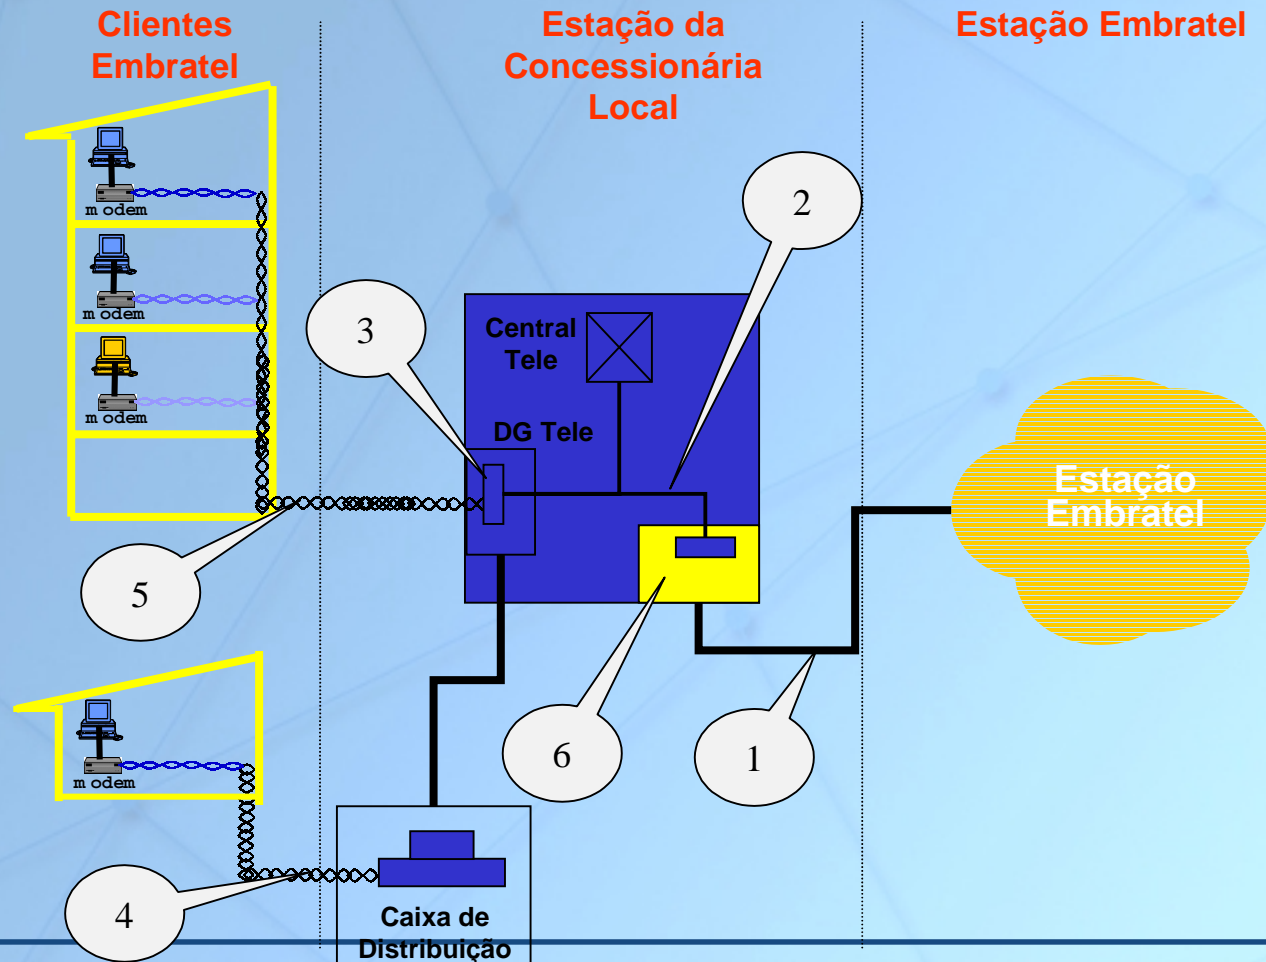 Clientes
Embratel
Estação da
Concessionária
Local
Estação Embratel
m odem
m odem
m odem
2
3
Central
Tele
DG Tele
Estação
Embratel
5
6
1
m odem
4
Caixa de
Distribuição